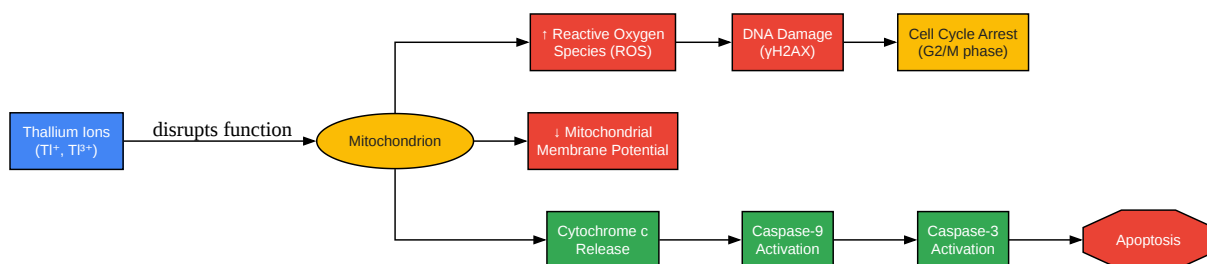 ↑ Reactive Oxygen
Species (ROS)
DNA Damage
(γH2AX)
Cell Cycle Arrest
(G2/M phase)
Thallium Ions
(Tl⁺, Tl³⁺)
disrupts function
Mitochondrion
↓ Mitochondrial
Membrane Potential
Cytochrome c
Release
Caspase-9
Activation
Caspase-3
Activation
Apoptosis